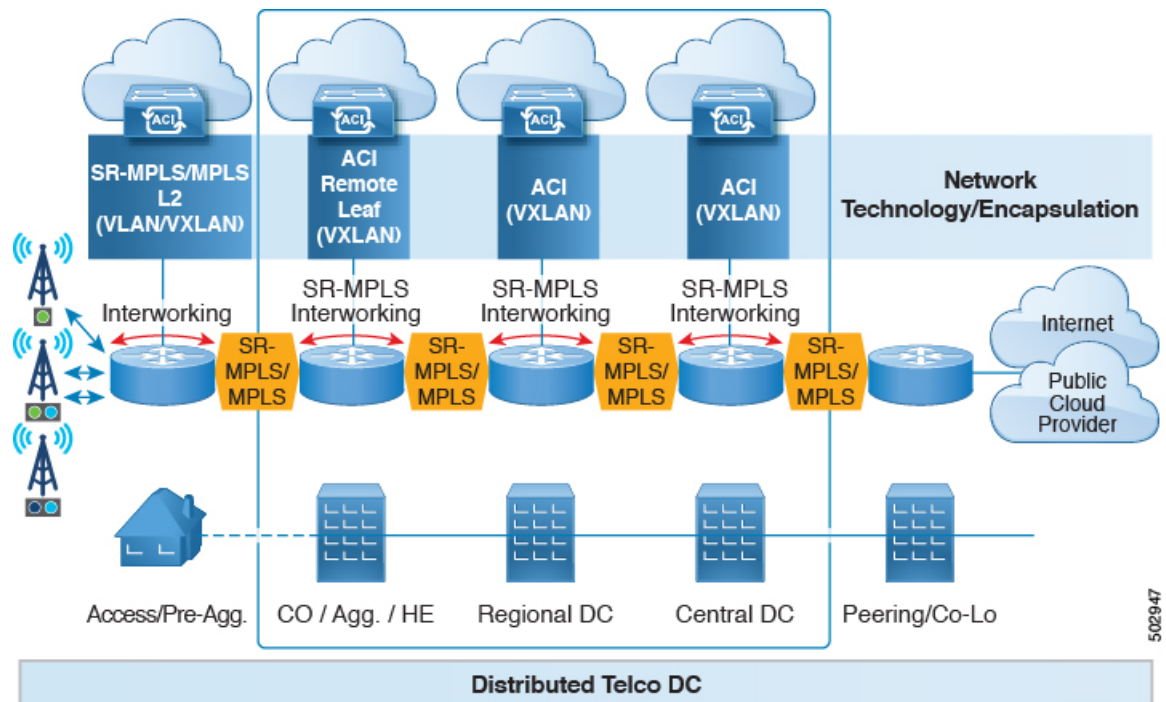 ACI
ACI
ACI
ACI
SR-MPLS/MPLS
L2
(VLAN/VXLAN)
ACI
Remote
Leaf
(VXLAN)
ACI
(VXLAN)
ACI
(VXLAN)
Network
Technology/Encapsulation
Interworking
SR-MPLS
Interworking
SR-MPLS
Interworking
SR-MPLS
Interworking
SR-
MPLS/
MPLS
SR-
MPLS/
MPLS
SR-
MPLS/
MPLS
SR-
MPLS/
MPLS
Internet
Public
Cloud
Provider
Access/Pre-Agg.
CO / Agg. / HE
Regional DC
Central DC
Peering/Co-Lo
502947
Distributed Telco DC